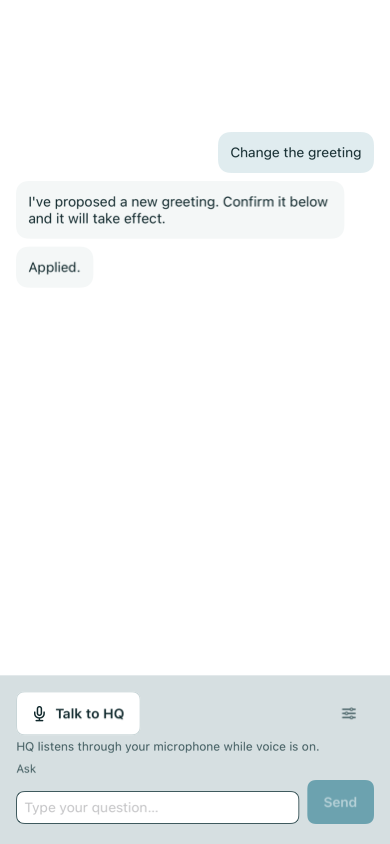 Change the greeting
I've proposed a new greeting. Confirm it below
and it will take effect.
Applied.
Talk to HQ
HQ listens through your microphone while voice is on.
Ask
Type your question...
Send